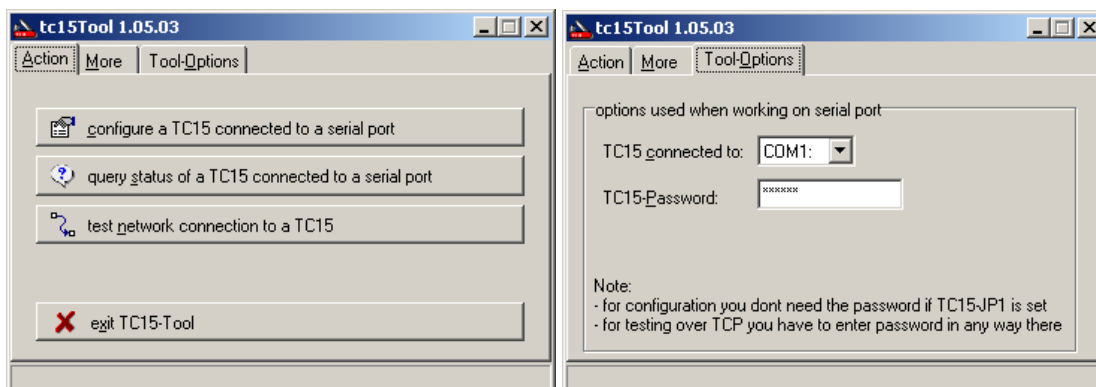 tc15Tool 1.05.03
Action More Tool-Options
configure a TC15 connected to a serial port
query status of a TC15 connected to a serial port
test network connection to a TC15
exit TC15-Tool
tc15Tool 1.05.03
Action More Tool-Options
options used when working on serial port
TC15 connected to: COM1:
TC15-Password: ××××××
Note:
- for configuration you dont need the password if TC15-JP1 is set
- for testing over TCP you have to enter password in any way there